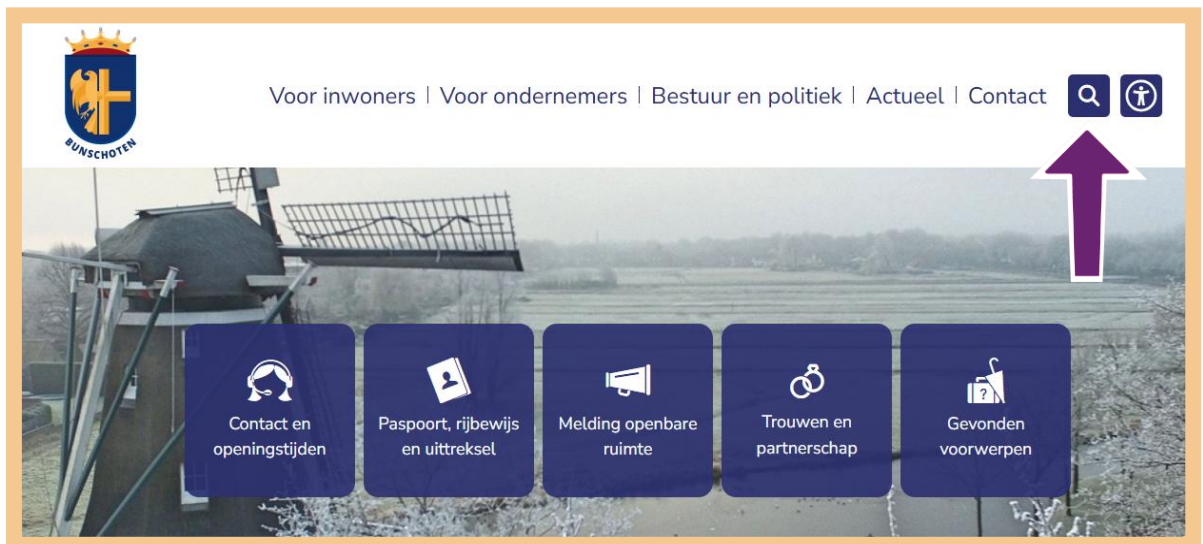 BUNSCHOTEN
Voor inwoners | Voor ondernemers | Bestuur en politiek | Actueel | Contact
Contact en
openingstijden
Paspoort, rijbewijs
en uittreksel
Melding openbare
ruimte
Trouwen en
partnerschap
?
Gevonden
voorwerpen